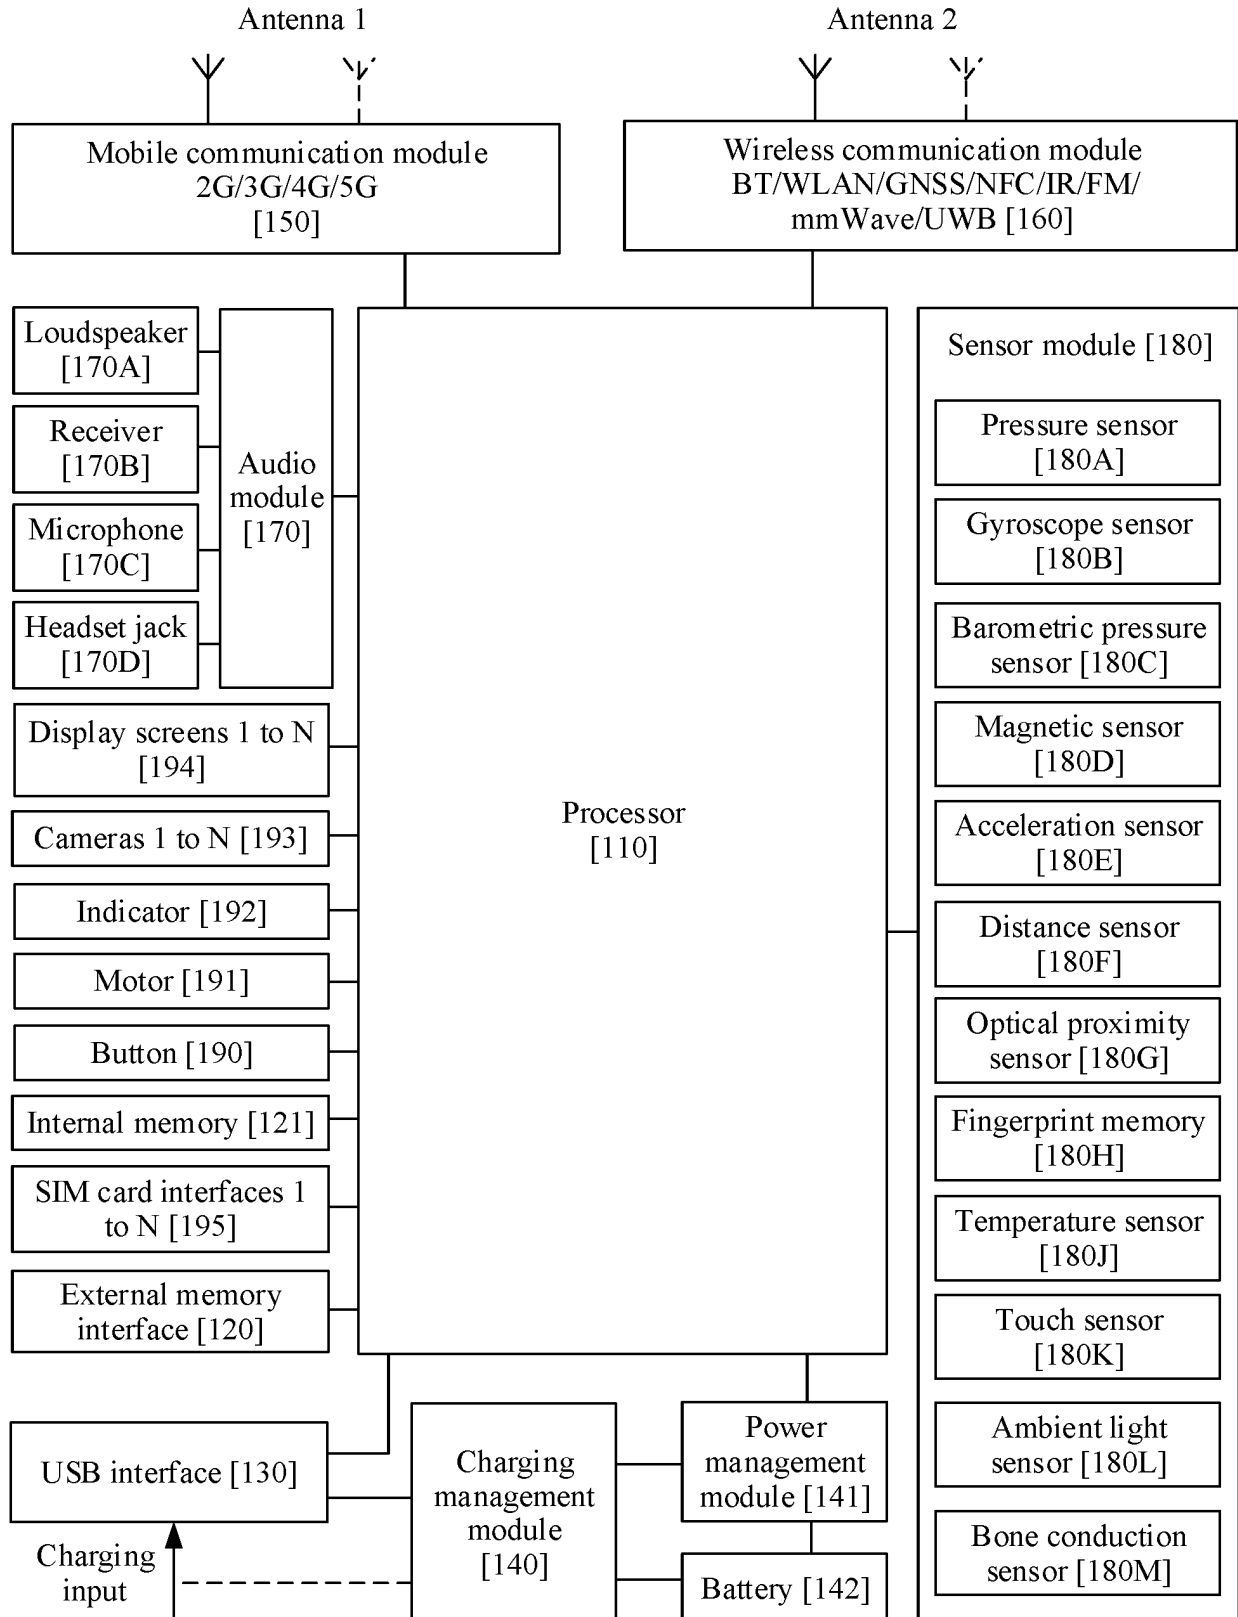 Antenna 1
Antenna 2
Mobile communication module
2G/3G/4G/5G
[150]
Wireless communication module
BT/WLAN/GNSS/NFC/IR/FM/
mmWave/UWB [160]
Loudspeaker
[170A]
Receiver
[170B]
Microphone
[170C]
Headset jack
[170D]
Audio
module
[170]
Display screens 1 to N
[194]
Cameras 1 to N [193]
Indicator [192]
Motor [191]
Button [190]
Internal memory [121]
SIM card interfaces 1
to N [195]
External memory
interface [120]
Processor
[110]
Sensor module [180]
Pressure sensor
[180A]
Gyroscope sensor
[180B]
Barometric pressure
sensor [180C]
Magnetic sensor
[180D]
Acceleration sensor
[180E]
Distance sensor
[180F]
Optical proximity
sensor [180G]
Fingerprint memory
[180H]
Temperature sensor
[180J]
Touch sensor
[180K]
Ambient light
sensor [180L]
Bone conduction
sensor [180M]
USB interface [130]
Charging
input
Charging
management
module
[140]
Power
management
module [141]
Battery [142]